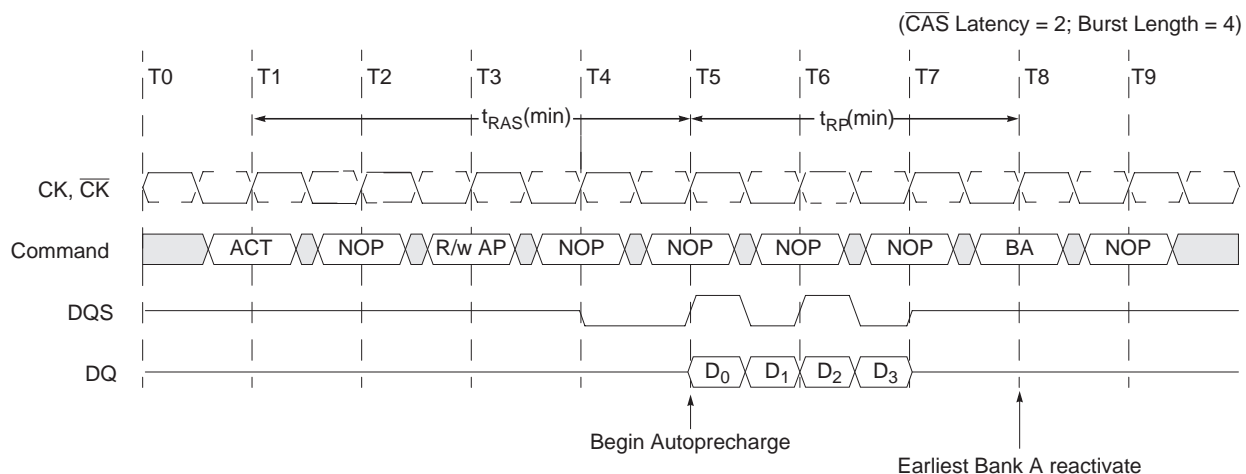 (C̅A̅S̅ Latency = 2; Burst Length = 4)
T0 T1 T2 T3 T4 T5 T6 T7 T8 T9
tRAS(min) tRP(min)
CK, C̅K̅
Command ACT NOP R/w AP NOP NOP NOP NOP BA NOP
DQS
DQ D0 D1 D2 D3
Begin Autoprecharge
Earliest Bank A reactivate